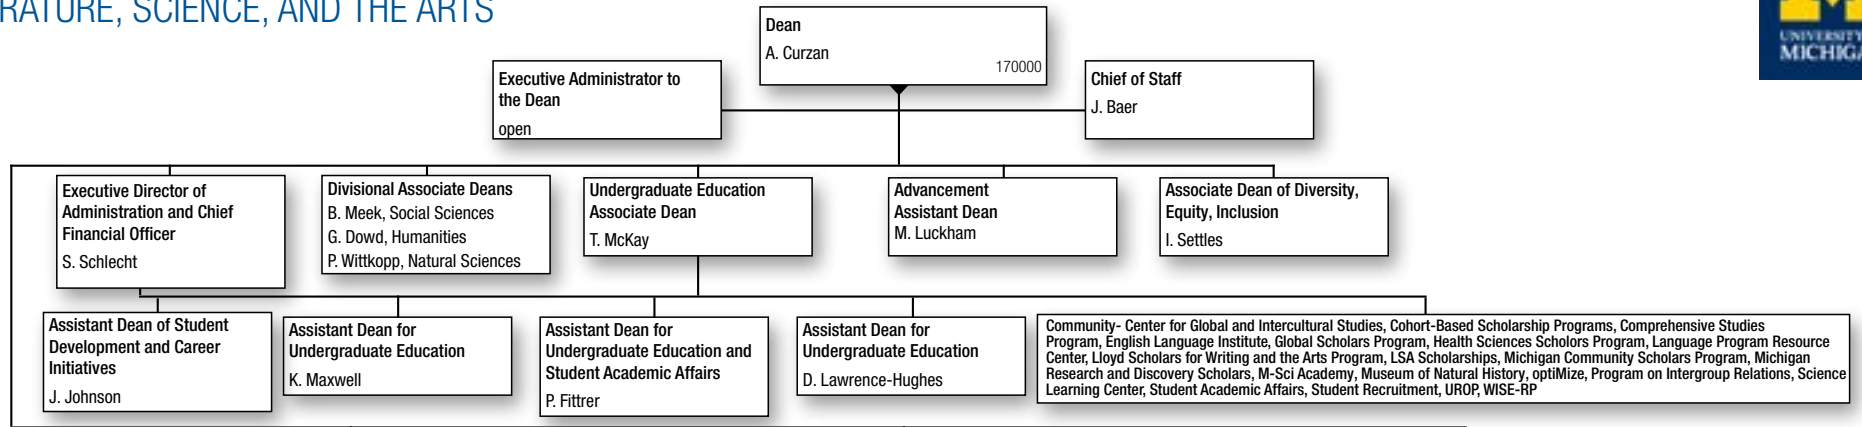 RATURE, SCIENCE, AND THE ARTS
Dean
A. Curzan
170000
UNIVERSITY
Executive Administrator to
the Dean
open
Chief of Staff
J. Baer
Executive Director of
Administration and Chief
Financial Officer
S. Schlecht
Divisional Associate Deans
B. Meek, Social Sciences
G. Dowd, Humanities
P. Wittkopp, Natural Sciences
Undergraduate Education
Associate Dean
T. McKay
Advancement
Assistant Dean
M. Luckham
Associate Dean of Diversity,
Equity, Inclusion
I. Settles
Assistant Dean of Student
Development and Career
Initiatives
J. Johnson
Assistant Dean for
Undergraduate Education
K. Maxwell
Assistant Dean for
Undergraduate Education and
Student Academic Affairs
P. Fittrer
Assistant Dean for
Undergraduate Education
D. Lawrence-Hughes
Community- Center for Global and Intercultural Studies, Cohort-Based Scholarship Programs, Comprehensive Studies
Program, English Language Institute, Global Scholars Program, Health Sciences Scholors Program, Language Program Resource
Center, Lloyd Scholars for Writing and the Arts Program, LSA Scholarships, Michigan Community Scholars Program, Michigan
Research and Discovery Scholars, M-Sci Academy, Museum of Natural History, optiMize, Program on Intergroup Relations, Science
Learning Center, Student Academic Affairs, Student Recruitment, UROP, WISE-RP